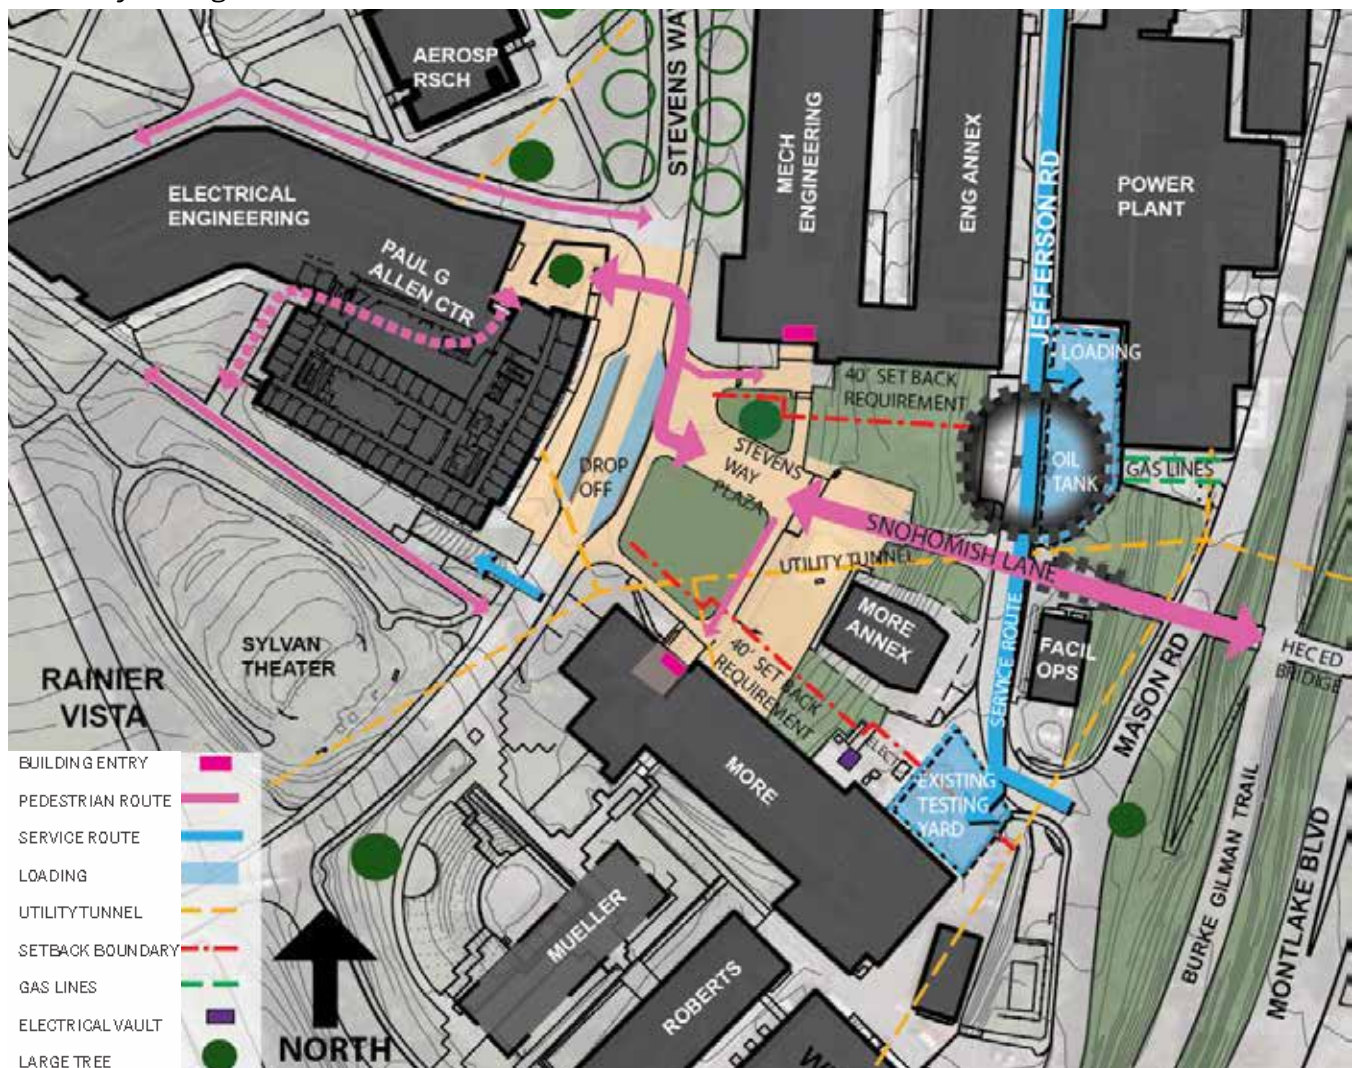 AEROSP
RSCH
STEVENS WA
MECH
ENGINEERING
ENG ANNEX
JEFFERSON RD
POWER
PLANT
ELECTRICAL
ENGINEERING
PAUL G
ALLEN CTR
LOADING
40' SET BACK
REQUIREMENT
STEVENS
WAY
PLAZA
DROP
OFF
OIL
TANK
GAS LINES
SNOHOMISH LANE
UTILITY TUNNEL
MORE
ANNEX
SERVICE ROUTE
FACIL
OPS
MASON RD
HEC ED
BRIDIGE
SYLVAN
THEATER
RAINIER
VISTA
40' SET BACK
REQUIREMENT
ELECT
MORE
EXISTING
TESTING
YARD
BURKE GILMAN TRAIL
MONTLAKE BLVD
MUELLER
ROBERTS
BUILDING ENTRY
PEDESTRIAN ROUTE
SERVICE ROUTE
LOADING
UTILITY TUNNEL
SETBACK BOUNDARY
GAS LINES
ELECTRICAL VAULT
LARGE TREE
NORTH